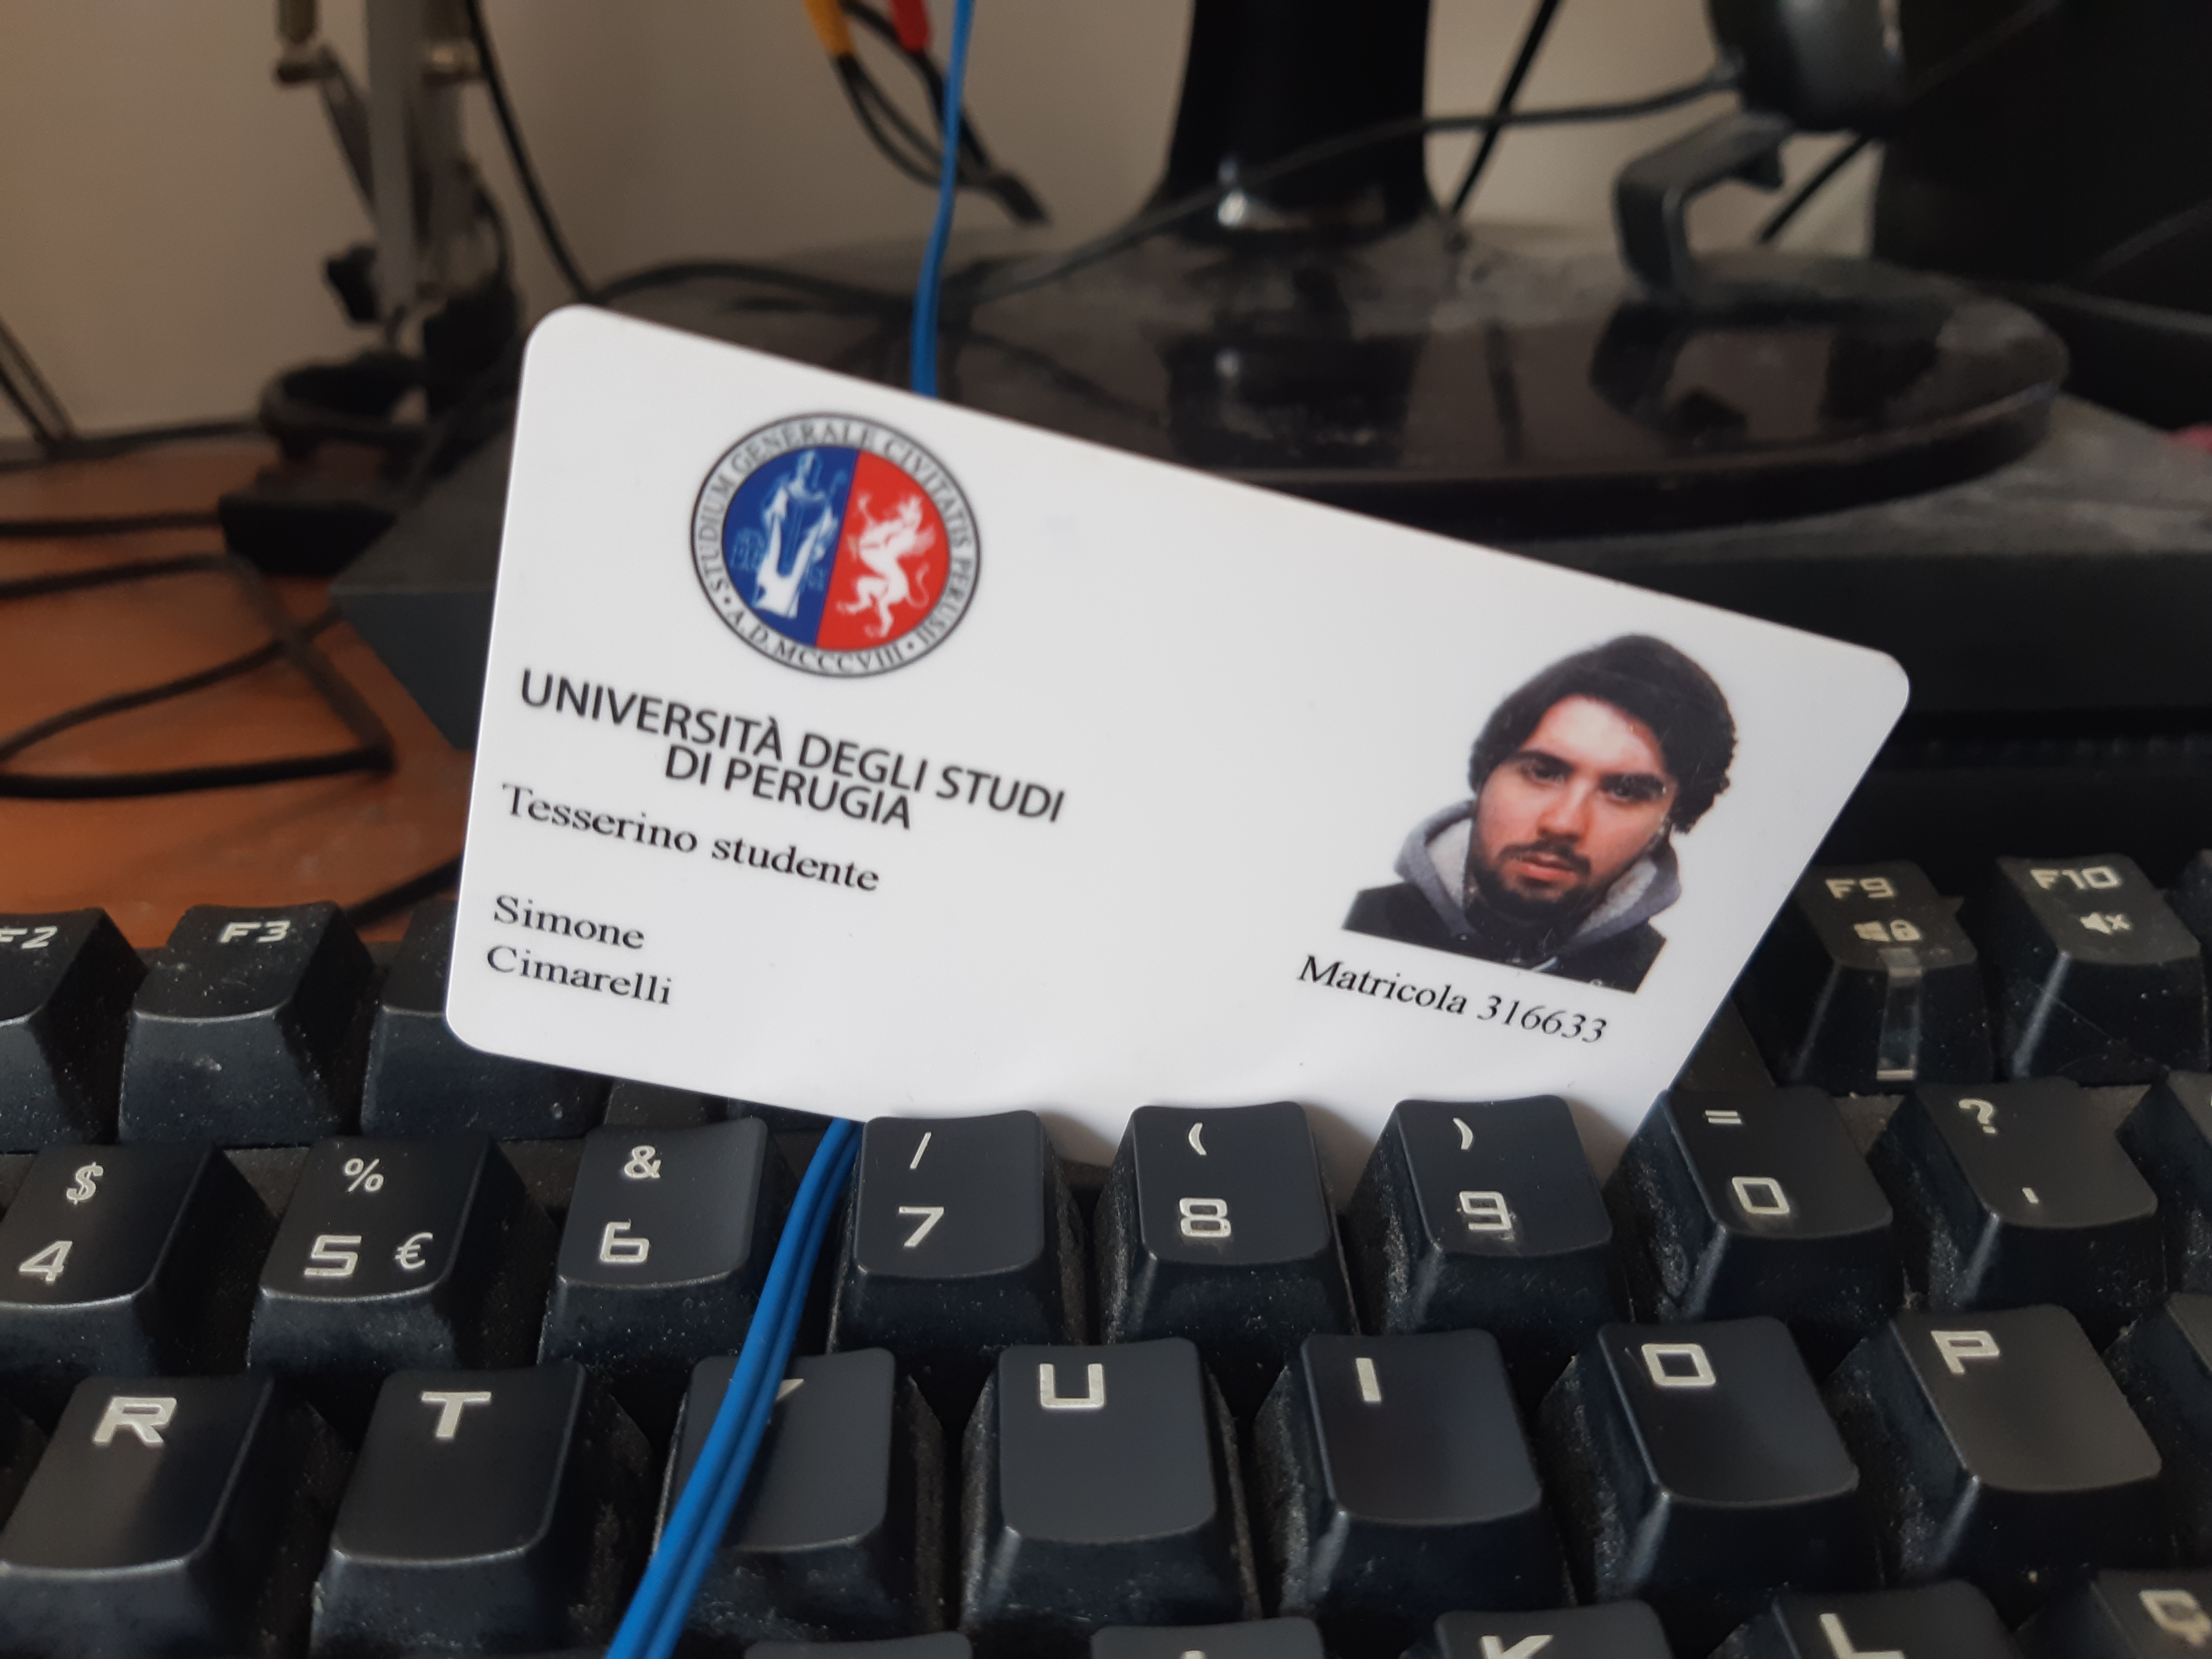 STUDIUM GENERALE CIVITATIS PERUSII
• A.D. MCCCVIII •
UNIVERSITÀ DEGLI STUDI
DI PERUGIA
Tesserino studente
Simone
Cimarelli
Matricola 316633
F2 F3 F9 F10
$ % & / ( ) = ?
4 5 € 6 7 8 9 0 '
R T Y U I O P
K L